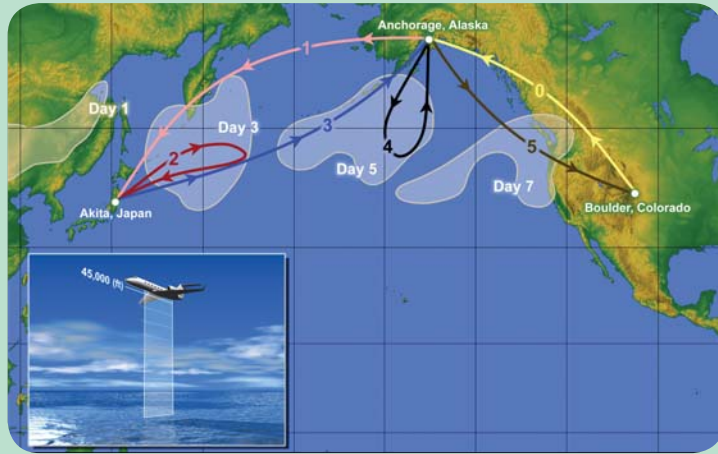 Anchorage, Alaska
1
0
Day 1
Day 3
2
3
4
5
Day 5
Day 7
Akita, Japan
Boulder, Colorado
45,000 (ft)